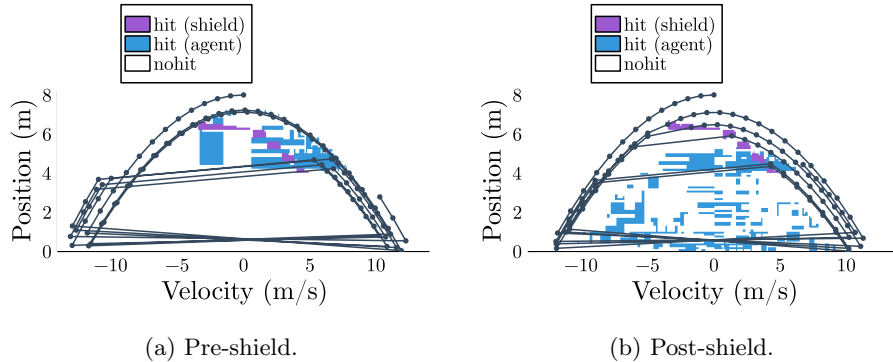 hit (shield)
hit (agent)
nohit
8
6
4
2
0
Position (m)
−10
−5
0
5
10
Velocity (m/s)
(a) Pre-shield.
hit (shield)
hit (agent)
nohit
8
6
4
2
0
Position (m)
−10
−5
0
5
10
Velocity (m/s)
(b) Post-shield.